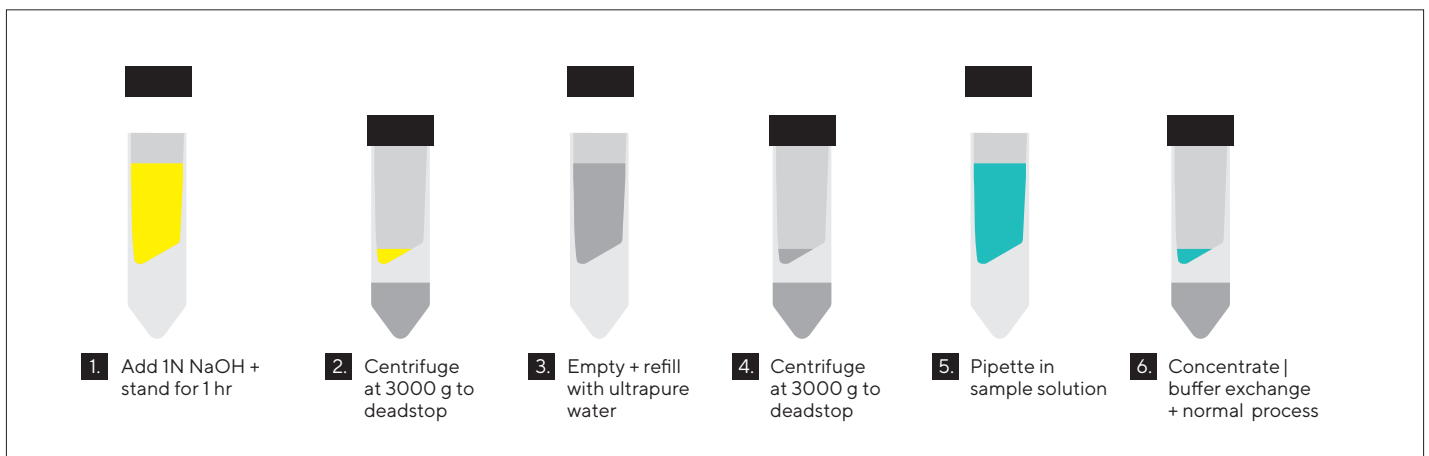 1. Add 1N NaOH +
stand for 1 hr
2. Centrifuge
at 3000 g to
deadstop
3. Empty + refill
with ultrapure
water
4. Centrifuge
at 3000 g to
deadstop
5. Pipette in
sample solution
6. Concentrate |
buffer exchange
+ normal process